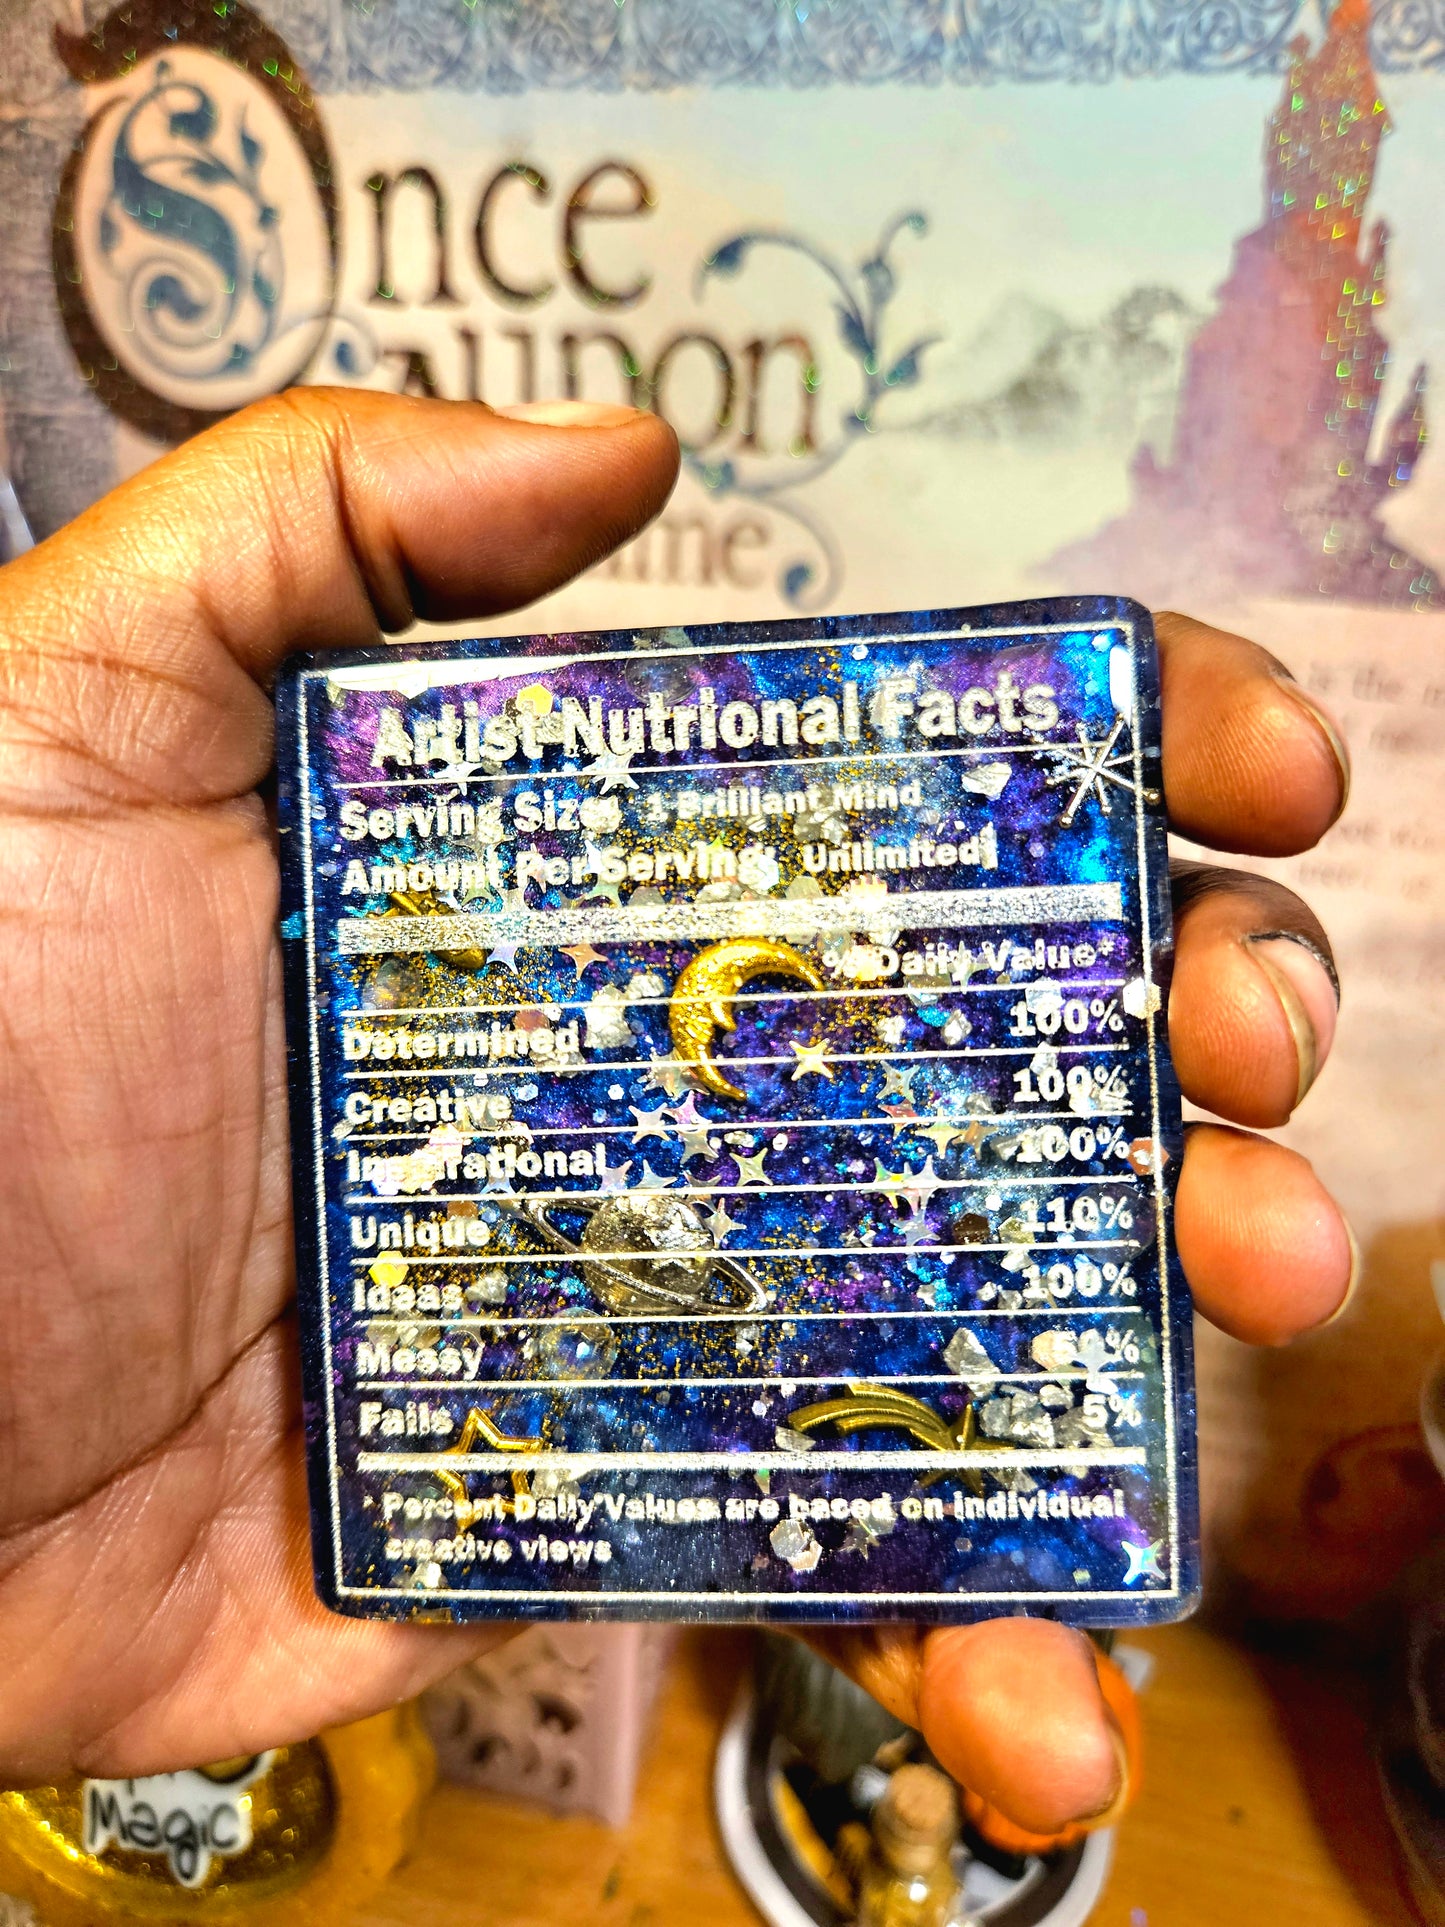 Once
upon
Artist Nutrional Facts
Serving Size: 1 Brilliant Mind
Amount Per Serving: Unlimited
% Daily Value*
Determined 100%
Creative 100%
Inspirational 100%
Unique 110%
Ideas 100%
Messy 50%
Fails 5%
* Percent Daily Values are based on individual
creative views
Magic